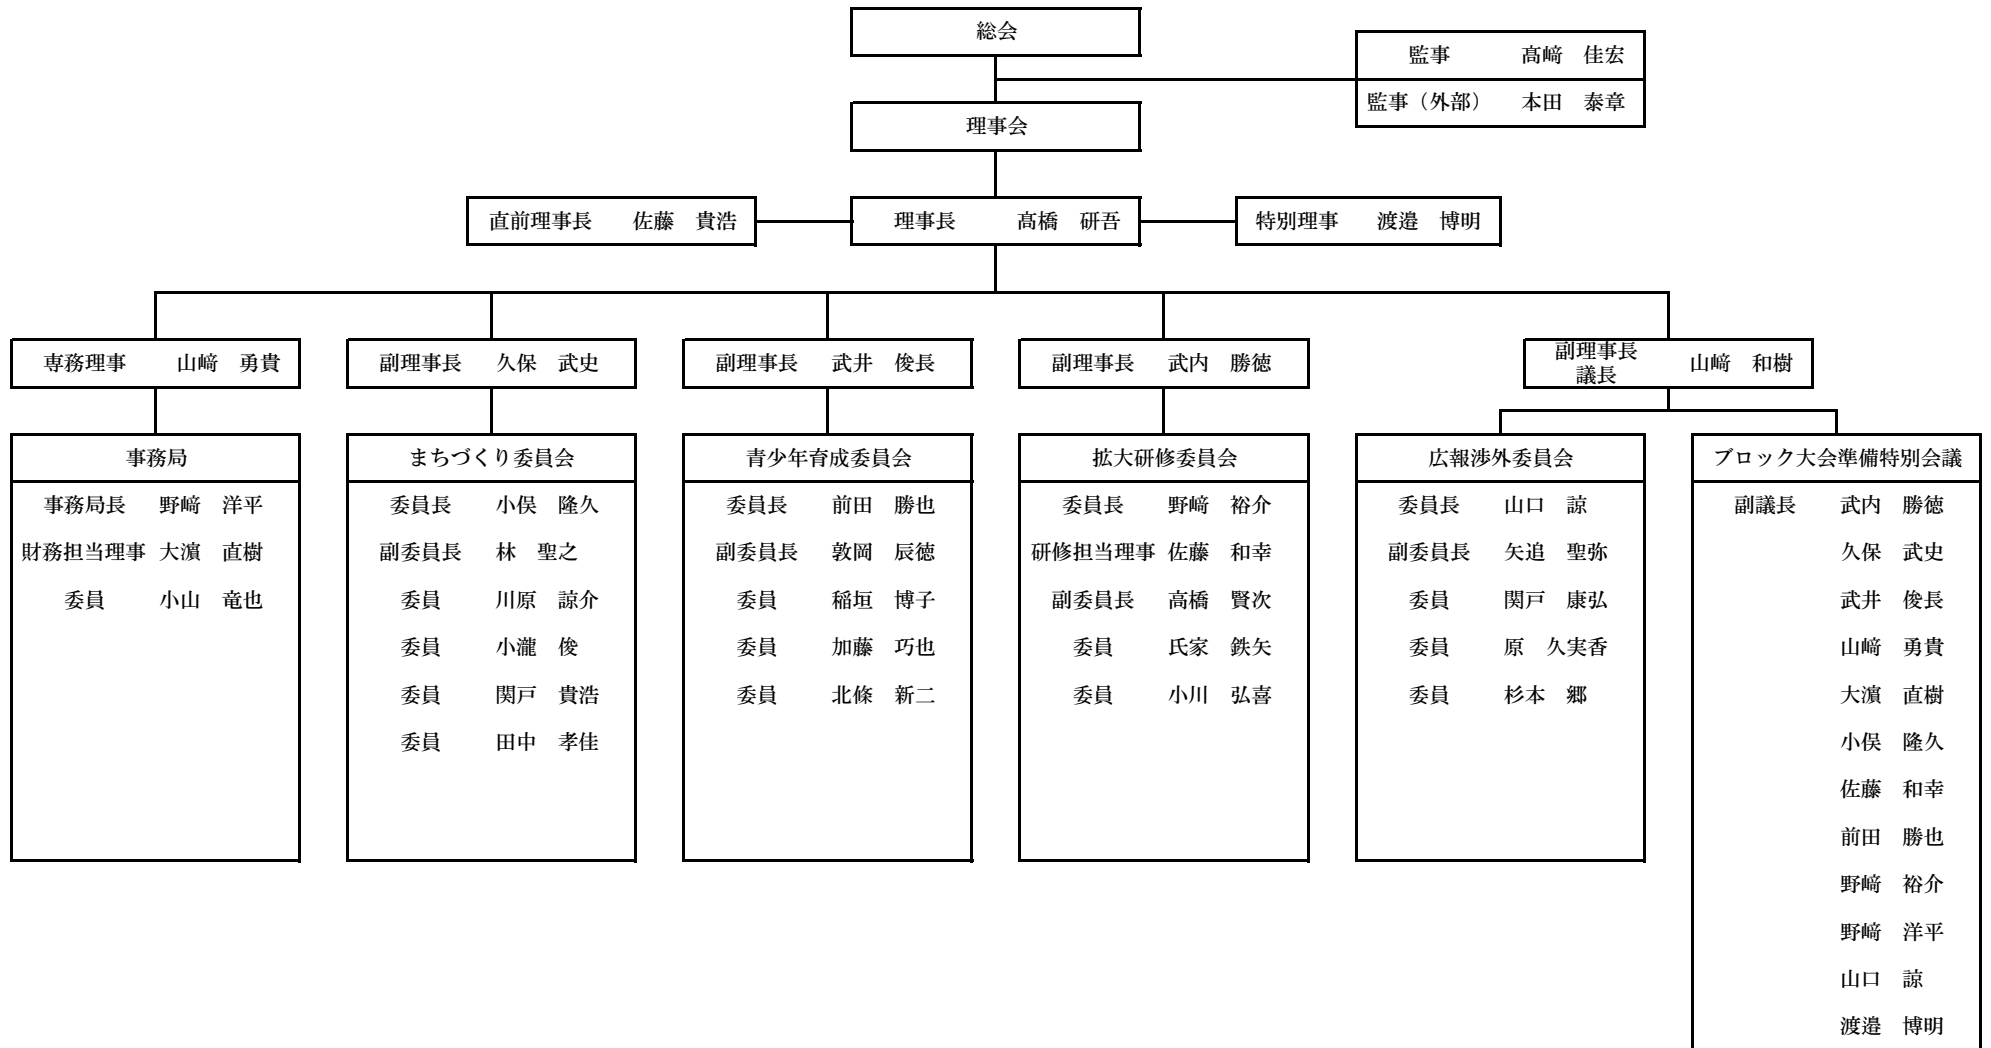 総会
監事　髙﨑　佳宏
監事（外部）　本田　泰章
理事会
直前理事長　佐藤　貴浩
理事長　髙橋　研吾
特別理事　渡邉　博明
専務理事　山﨑　勇貴
副理事長　久保　武史
副理事長　武井　俊長
副理事長　武内　勝徳
副理事長
議長　山﨑　和樹
事務局
事務局長　野﨑　洋平
財務担当理事　大濵　直樹
委員　小山　竜也
まちづくり委員会
委員長　小俣　隆久
副委員長　林　聖之
委員　川原　諒介
委員　小瀧　俊
委員　関戸　貴浩
委員　田中　孝佳
青少年育成委員会
委員長　前田　勝也
副委員長　敦岡　辰徳
委員　稲垣　博子
委員　加藤　巧也
委員　北條　新二
拡大研修委員会
委員長　野﨑　裕介
研修担当理事　佐藤　和幸
副委員長　高橋　賢次
委員　氏家　鉄矢
委員　小川　弘喜
広報渉外委員会
委員長　山口　諒
副委員長　矢追　聖弥
委員　関戸　康弘
委員　原　久実香
委員　杉本　郷
ブロック大会準備特別会議
副議長　武内　勝徳
久保　武史
武井　俊長
山﨑　勇貴
大濵　直樹
小俣　隆久
佐藤　和幸
前田　勝也
野﨑　裕介
野﨑　洋平
山口　諒
渡邉　博明